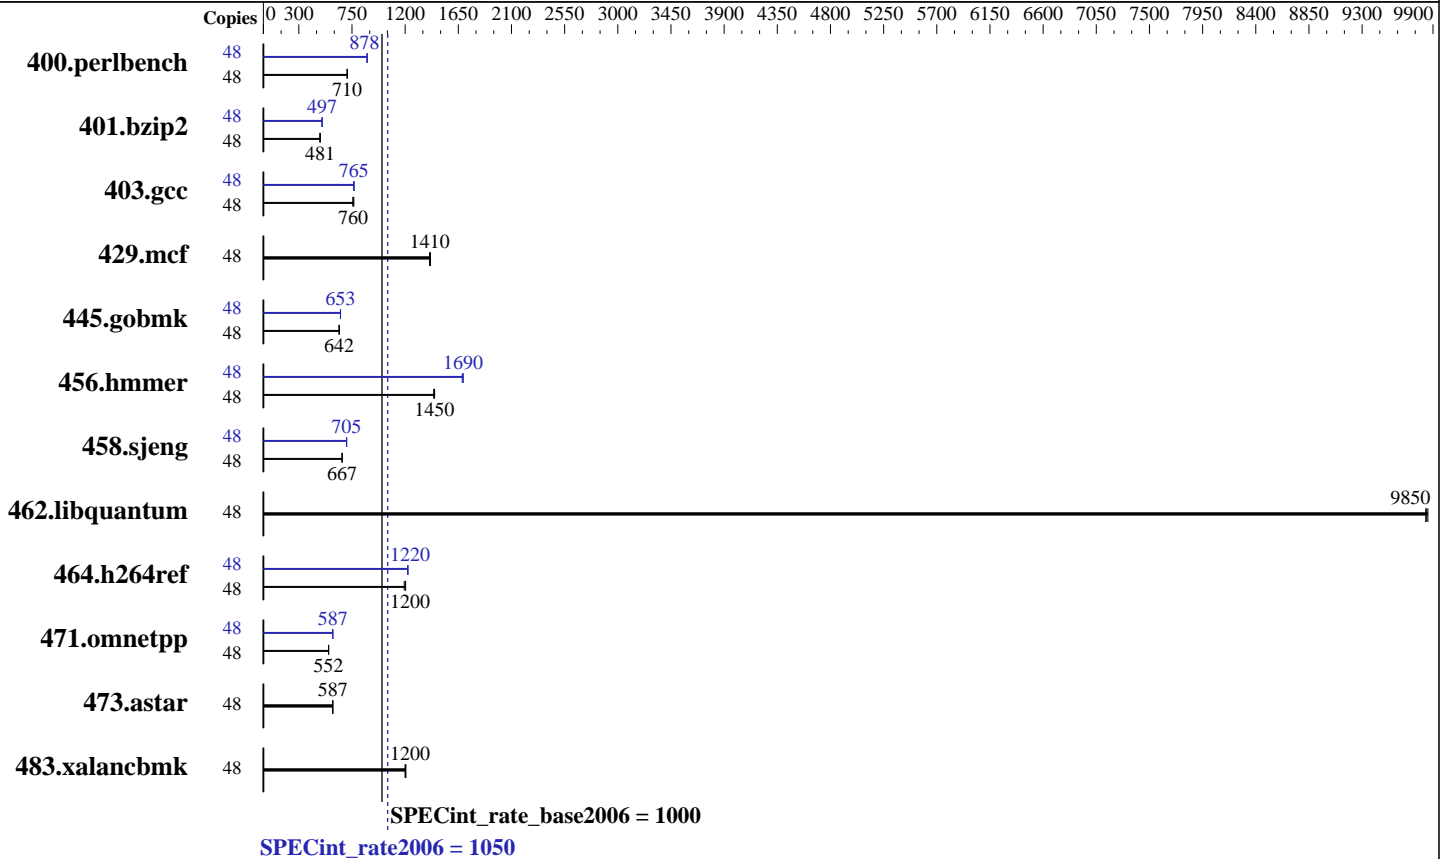 Copies 0 300 750 1200 1650 2100 2550 3000 3450 3900 4350 4800 5250 5700 6150 6600 7050 7500 7950 8400 8850 9300 9900
400.perlbench 48 878
48 710
401.bzip2 48 497
48 481
403.gcc 48 765
48 760
429.mcf 48 1410
445.gobmk 48 653
48 642
456.hmmer 48 1690
48 1450
458.sjeng 48 705
48 667
462.libquantum 48 9850
464.h264ref 48 1220
48 1200
471.omnetpp 48 587
48 552
473.astar 48 587
483.xalancbmk 48 1200
SPECint_rate_base2006 = 1000
SPECint_rate2006 = 1050